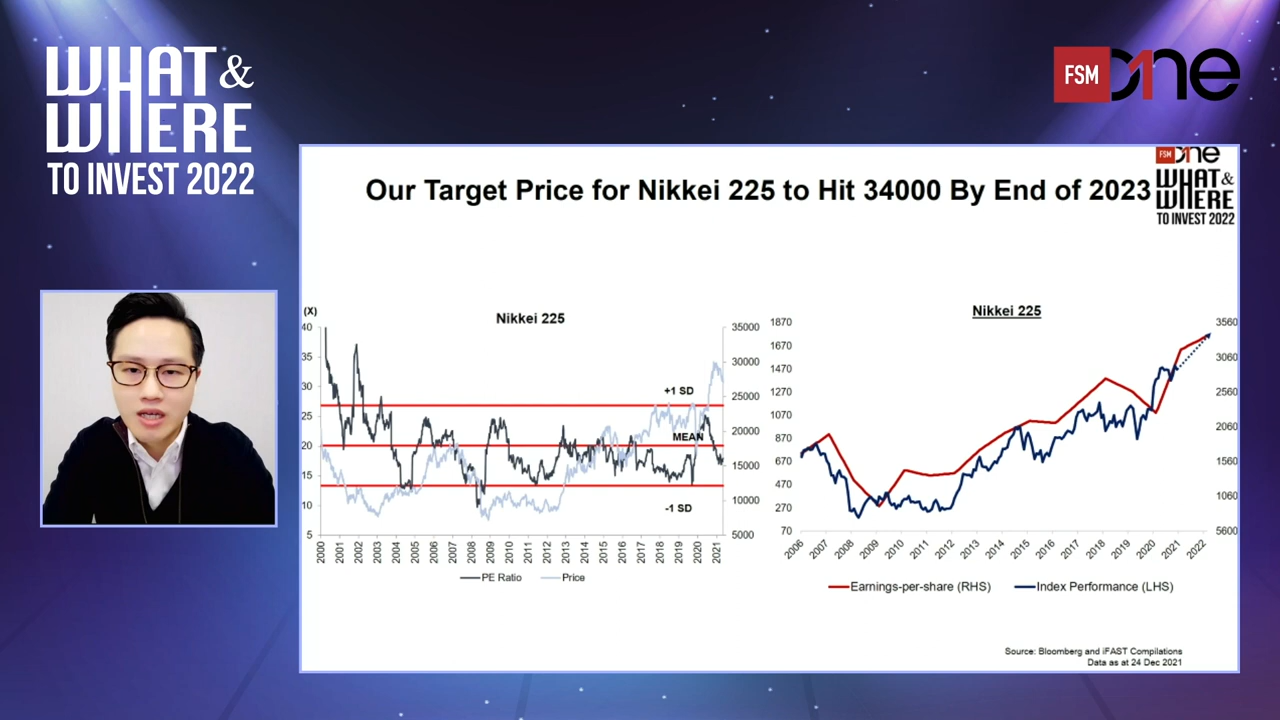 WHAT &
WHERE
TO INVEST 2022
FSM One
FSM One
WHAT &
WHERE
TO INVEST 2022
Our Target Price for Nikkei 225 to Hit 34000 By End of 2023
(X)
Nikkei 225
40
35
30
25
20
15
10
5
35000
30000
25000
20000
15000
10000
5000
+1 SD
MEAN
-1 SD
2000 2001 2002 2003 2004 2005 2006 2007 2008 2009 2010 2011 2012 2013 2014 2015 2016 2017 2018 2019 2020 2021
PE Ratio Price
Nikkei 225
1870
1670
1470
1270
1070
870
670
470
270
70
3560
3060
2560
2060
1560
1060
5600
2006 2007 2008 2009 2010 2011 2012 2013 2014 2015 2016 2017 2018 2019 2020 2021 2022
Earnings-per-share (RHS) Index Performance (LHS)
Source: Bloomberg and iFAST Compilations
Data as at 24 Dec 2021